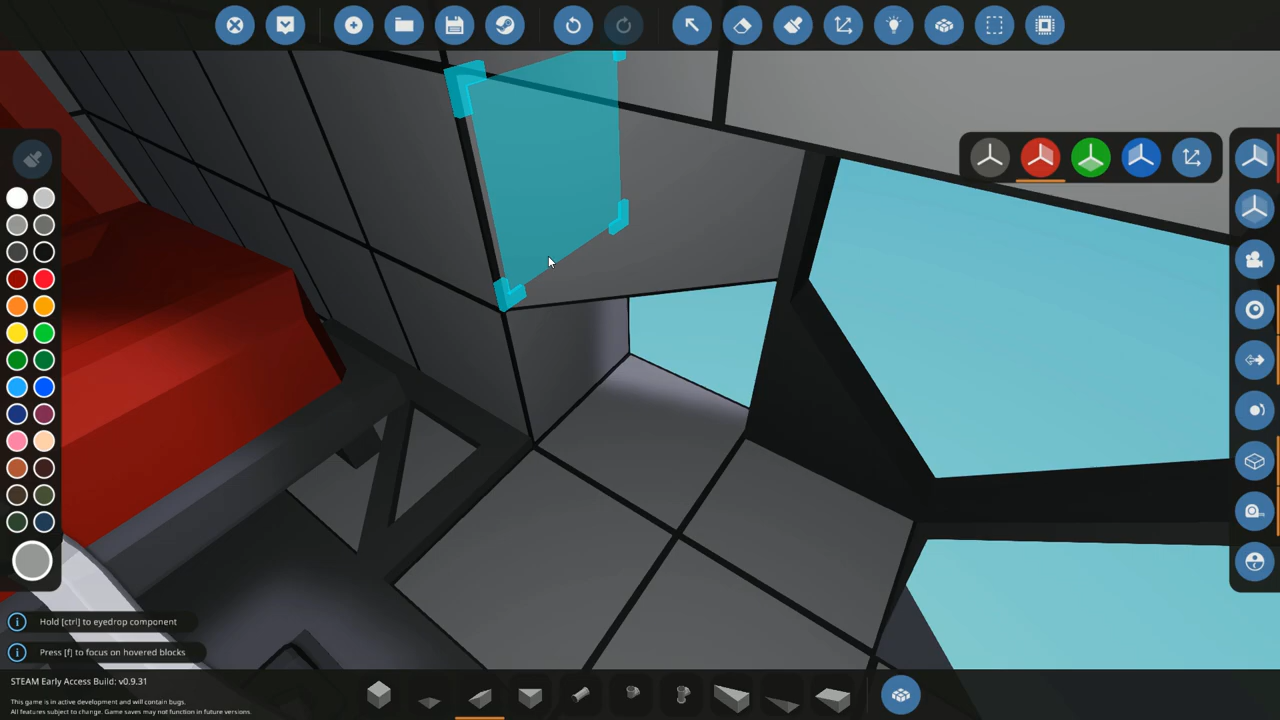 Hold [ctrl] to eyedrop component
Press [f] to focus on hovered blocks
STEAM Early Access Build: v0.9.31
This game is in active development and will contain bugs.
All features subject to change. Game saves may not function in future versions.